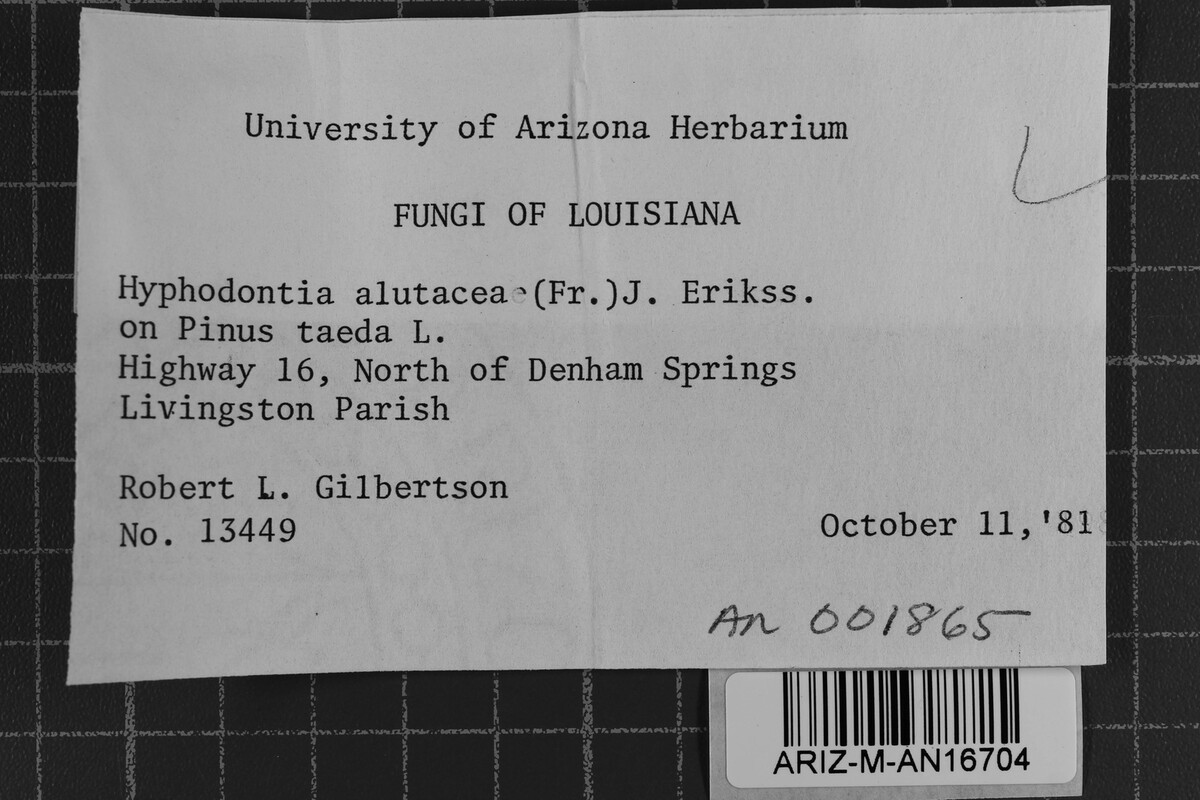 University of Arizona Herbarium
FUNGI OF LOUISIANA
Hyphodontia alutacea (Fr.)J. Erikss.
on Pinus taeda L.
Highway 16, North of Denham Springs
Livingston Parish
Robert L. Gilbertson
No. 13449
October 11,'81
An 001865
ARIZ-M-AN16704